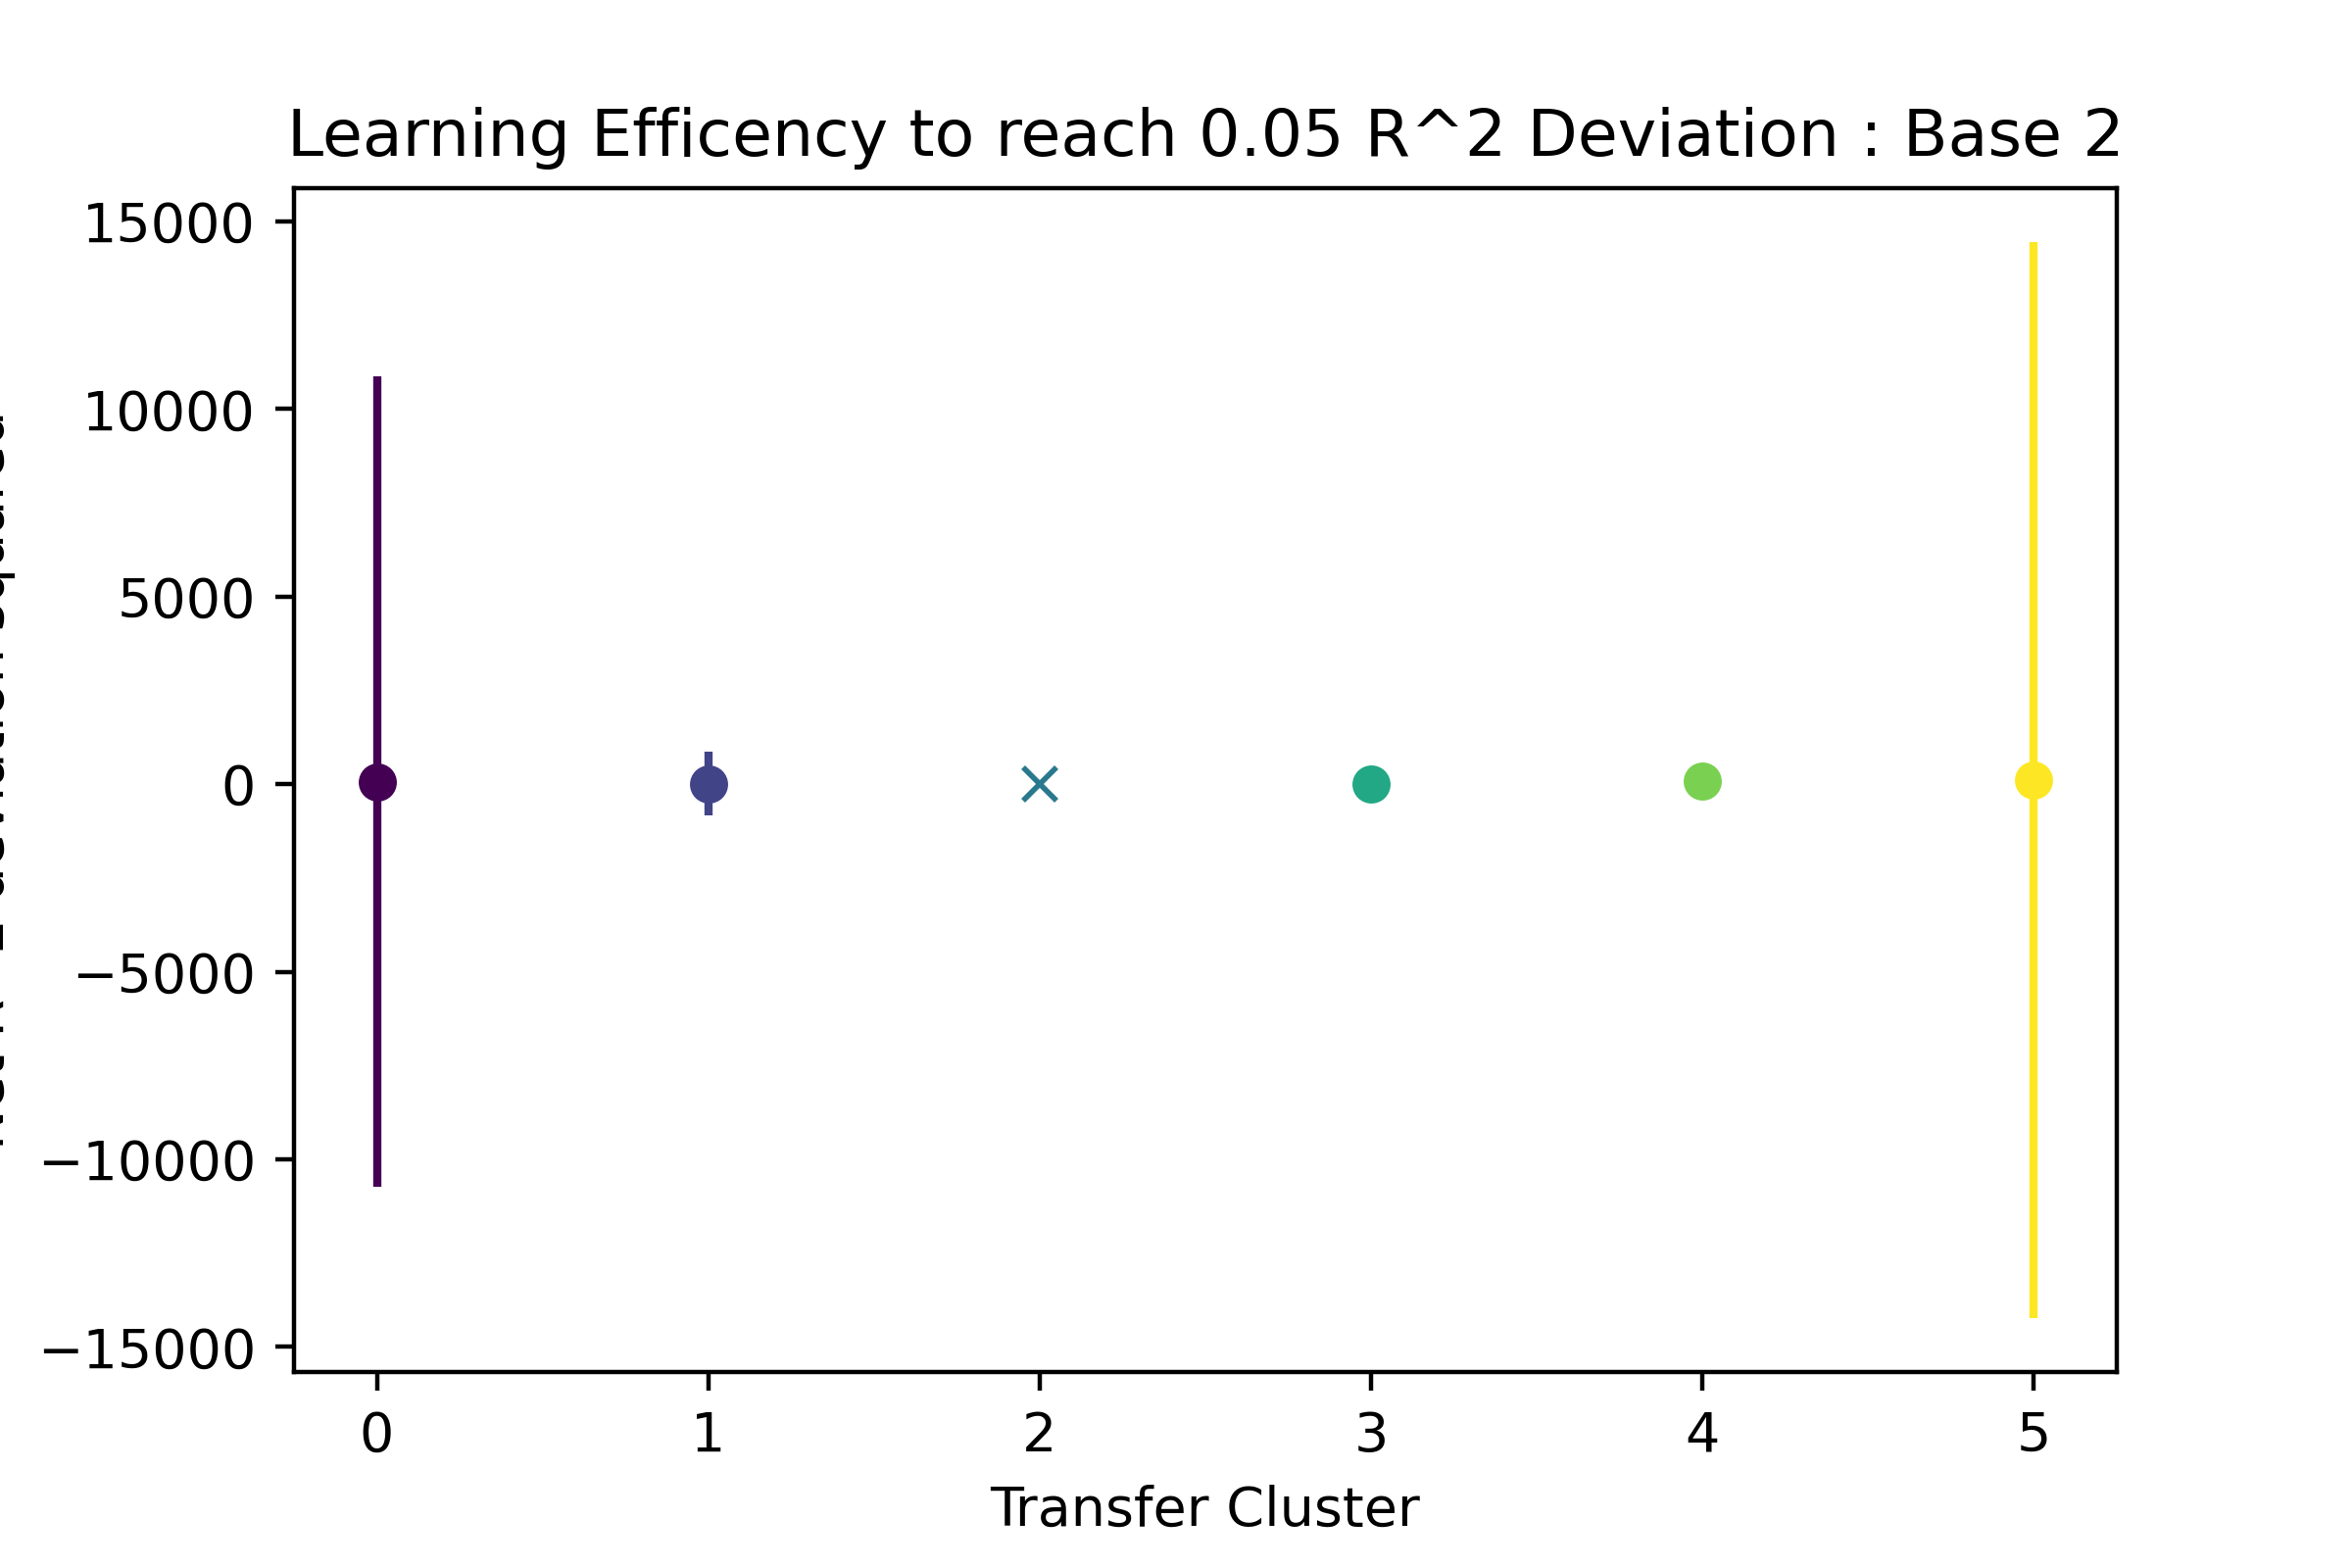 Learning Efficency to reach 0.05 R^2 Deviation : Base 2
15000
10000
5000
0
−5000
−10000
−15000
0 1 2 3 4 5
Transfer Cluster